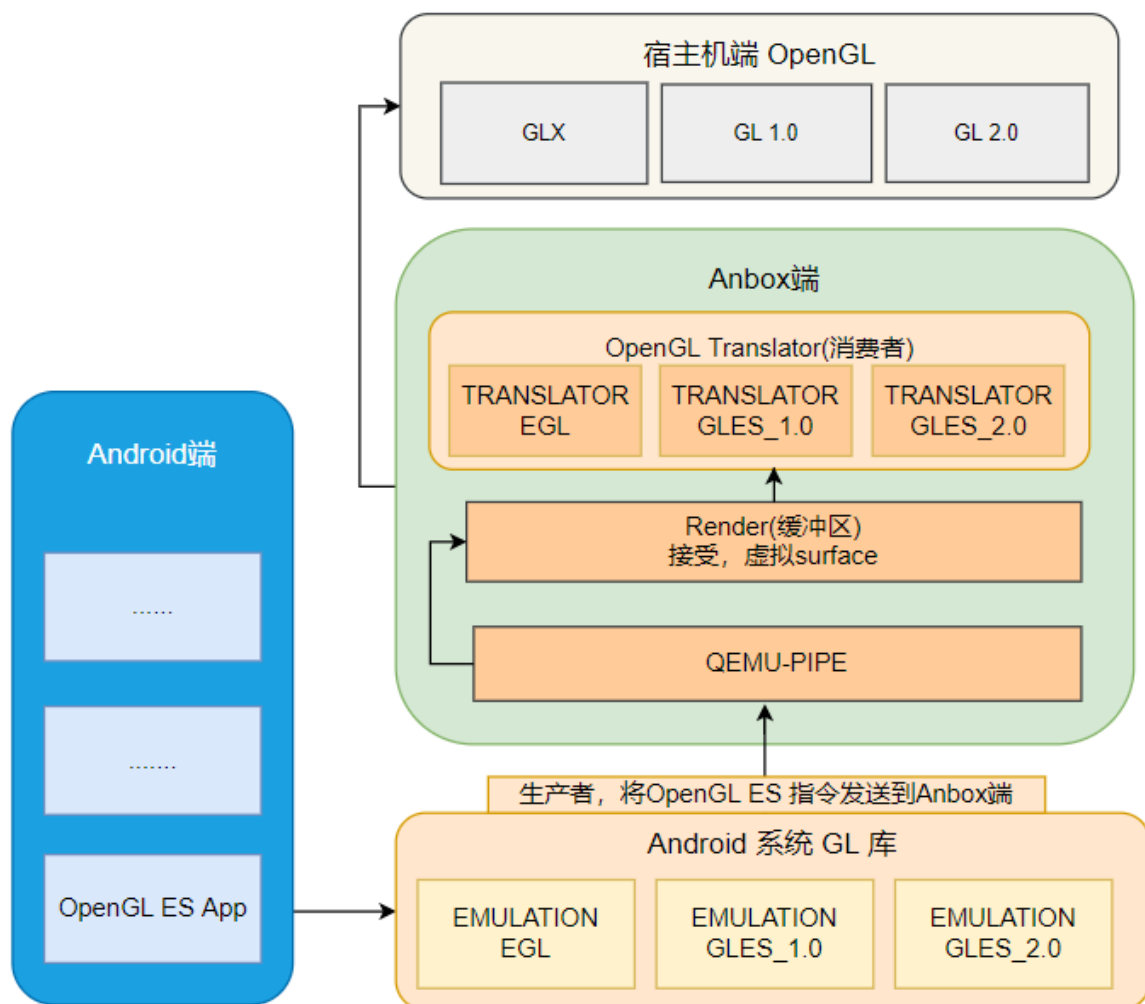 宿主机端 OpenGL
GLX
GL 1.0
GL 2.0
Anbox端
OpenGL Translator(消费者)
TRANSLATOR
EGL
TRANSLATOR
GLES_1.0
TRANSLATOR
GLES_2.0
Render(缓冲区)
接受，虚拟surface
QEMU-PIPE
Android端
......
.......
OpenGL ES App
生产者，将OpenGL ES 指令发送到Anbox端
Android 系统 GL 库
EMULATION
EGL
EMULATION
GLES_1.0
EMULATION
GLES_2.0